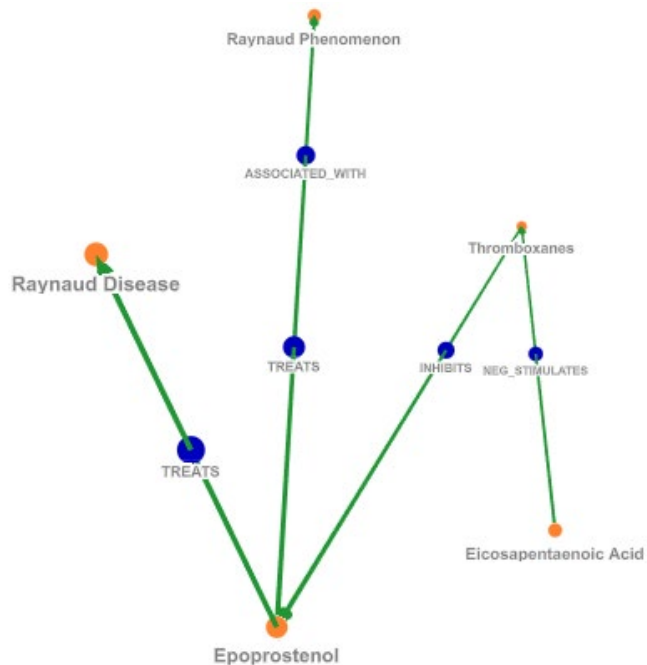 Raynaud Phenomenon
ASSOCIATED_WITH
Thromboxanes
Raynaud Disease
TREATS
INHIBITS
NEG_STIMULATES
TREATS
Eicosapentaenoic Acid
Epoprostenol